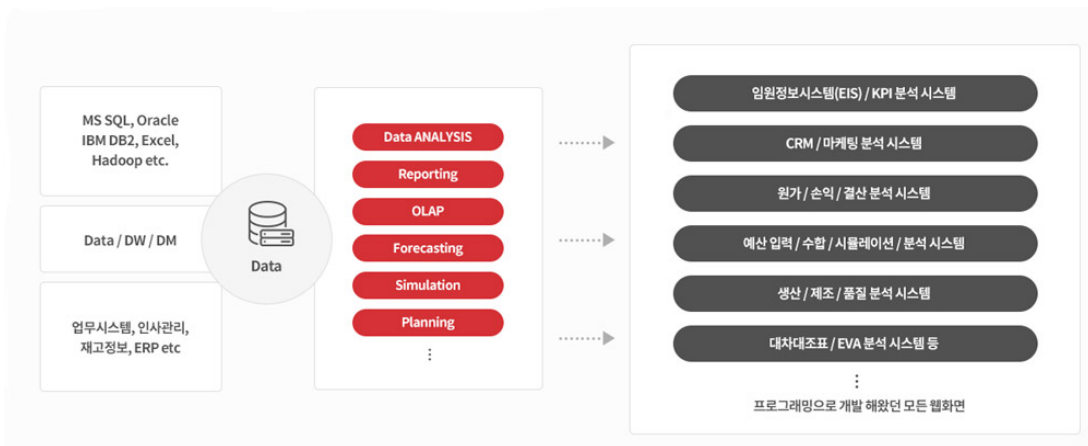 MS SQL, Oracle
IBM DB2, Excel,
Hadoop etc.
Data / DW / DM
업무시스템, 인사관리,
재고정보, ERP etc
Data
Data ANALYSIS
Reporting
OLAP
Forecasting
Simulation
Planning
임원정보시스템(EIS) / KPI 분석 시스템
CRM / 마케팅 분석 시스템
원가 / 손익 / 결산 분석 시스템
예산 입력 / 수합 / 시뮬레이션 / 분석 시스템
생산 / 제조 / 품질 분석 시스템
대차대조표 / EVA 분석 시스템 등
프로그래밍으로 개발 해왔던 모든 웹화면